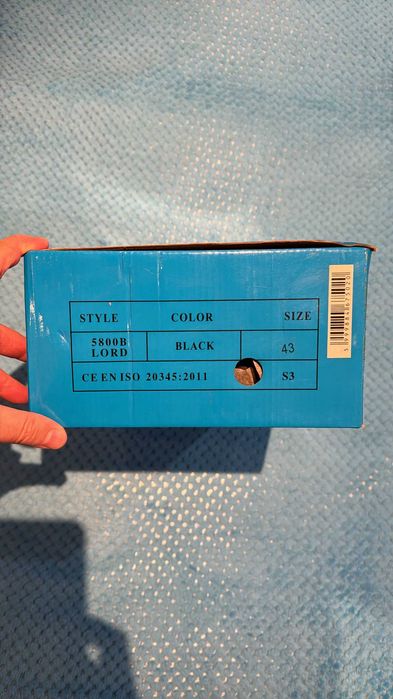 STYLE COLOR SIZE
5800B LORD BLACK 43
CE EN ISO 20345:2011 S3